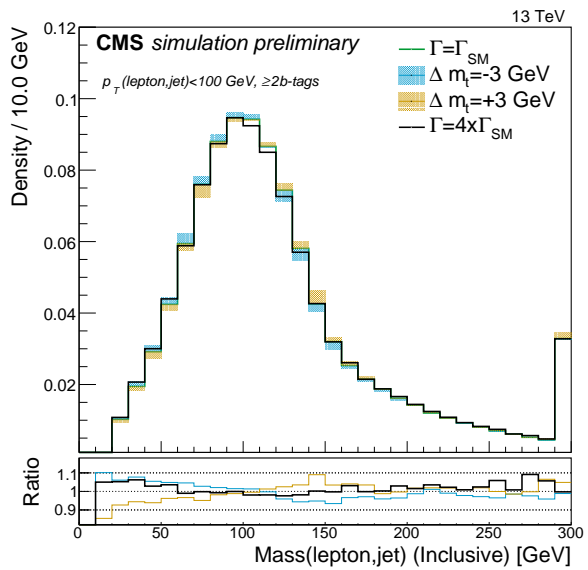 13 TeV
CMS simulation preliminary
p_T(lepton,jet)<100 GeV, ≥2b-tags
Γ=Γ_SM
Δ m_t=-3 GeV
Δ m_t=+3 GeV
Γ=4xΓ_SM
Density / 10.0 GeV
0.12
0.1
0.08
0.06
0.04
0.02
Ratio
1.1
1
0.9
0 50 100 150 200 250 300
Mass(lepton,jet) (Inclusive) [GeV]